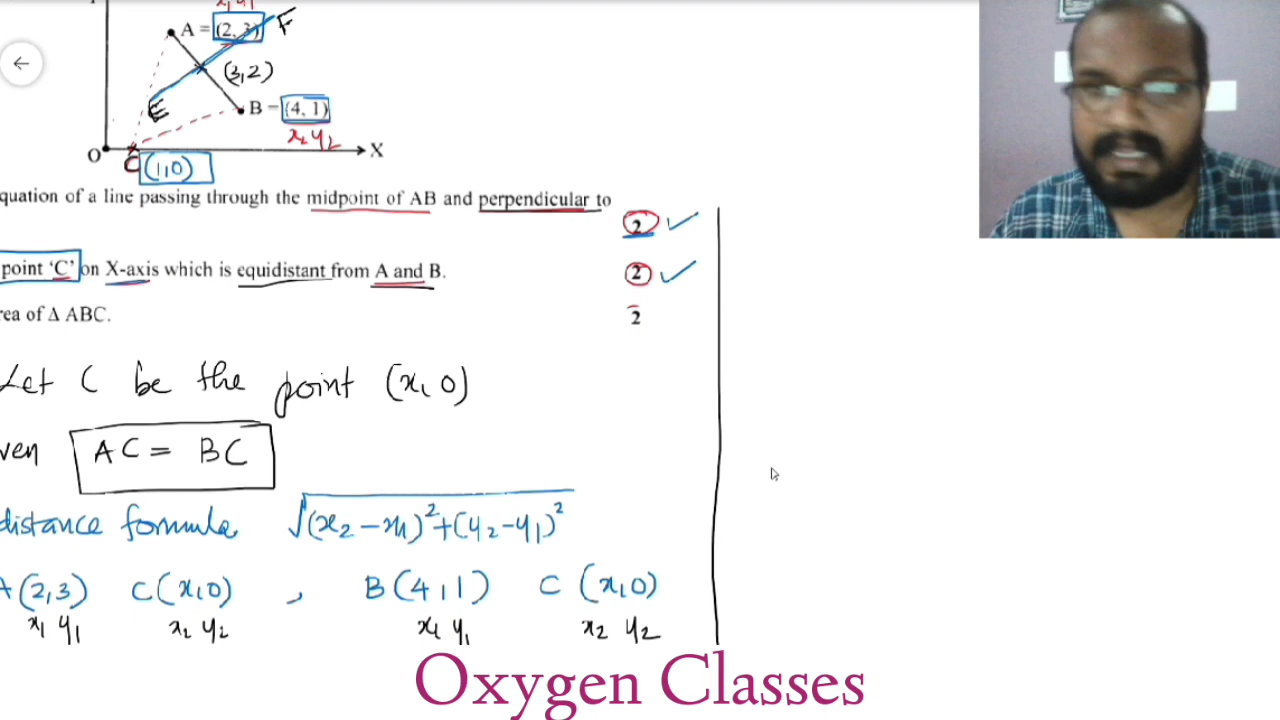 x₁ y₁
A = (2, 3) F
(3,2)
E
B = (4, 1)
x₂ y₂
O X
C (1,0)
quation of a line passing through the midpoint of AB and perpendicular to
2
point ‘C’ on X-axis which is equidistant from A and B.
2
rea of Δ ABC.
2
Let C be the point (x, 0)
ven AC = BC
distance formula √(x₂-x₁)²+(y₂-y₁)²
A(2,3) C(x,0) , B(4,1) C (x,0)
x₁ y₁ x₂ y₂ x₁ y₁ x₂ y₂
Oxygen Classes